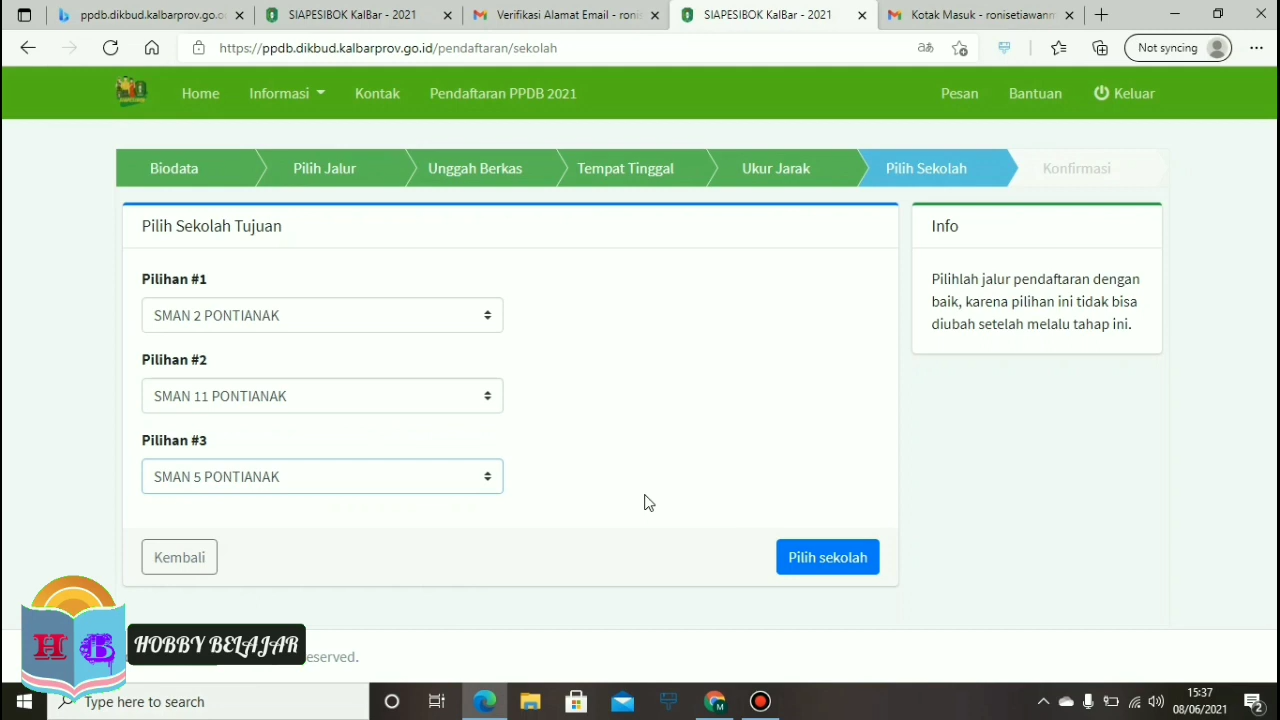 ppdb.dikbud.kalbarprov.go.o
SIAPESIBOK KalBar - 2021
Verifikasi Alamat Email - ronis
SIAPESIBOK KalBar - 2021
Kotak Masuk - ronisetiawanm
https://ppdb.dikbud.kalbarprov.go.id/pendaftaran/sekolah
Not syncing
Home
Informasi
Kontak
Pendaftaran PPDB 2021
Pesan
Bantuan
Keluar
Biodata
Pilih Jalur
Unggah Berkas
Tempat Tinggal
Ukur Jarak
Pilih Sekolah
Konfirmasi
Pilih Sekolah Tujuan
Pilihan #1
SMAN 2 PONTIANAK
Pilihan #2
SMAN 11 PONTIANAK
Pilihan #3
SMAN 5 PONTIANAK
Kembali
Pilih sekolah
Info
Pilihlah jalur pendaftaran dengan
baik, karena pilihan ini tidak bisa
diubah setelah melalu tahap ini.
H B
HOBBY BELAJAR
eserved.
Type here to search
M
15:37
08/06/2021
2